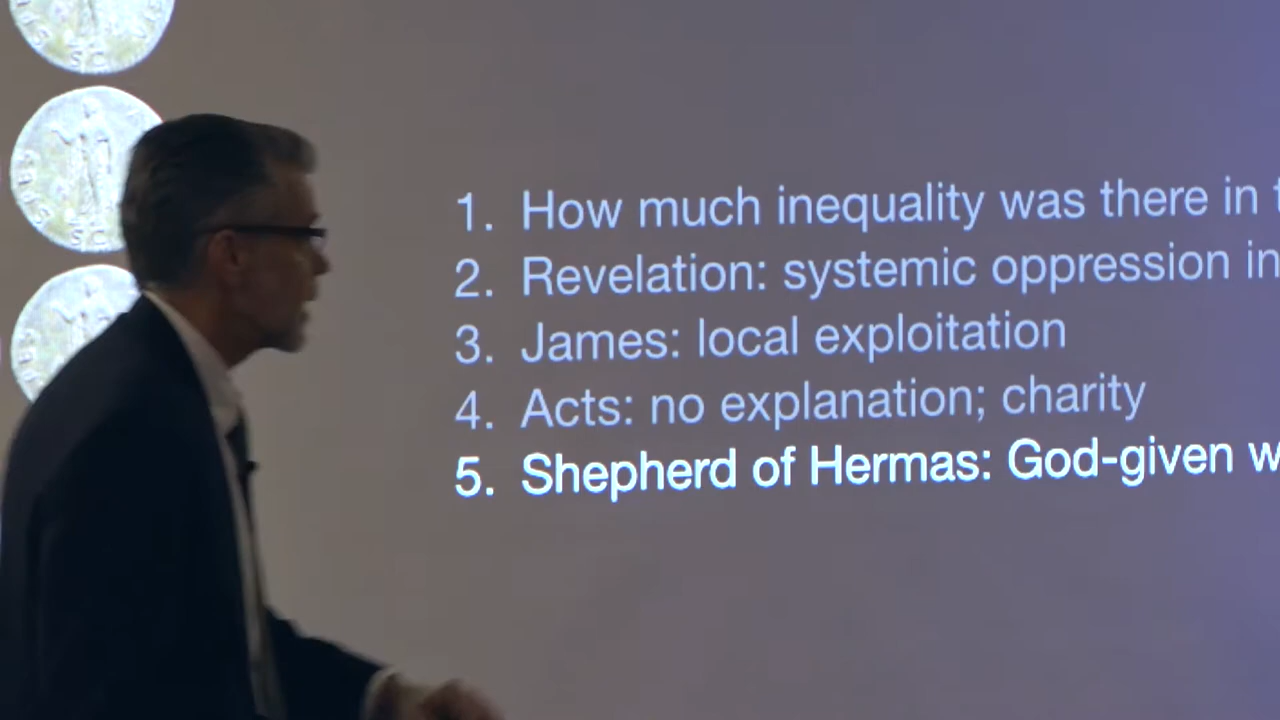 S C
S C
1. How much inequality was there in
2. Revelation: systemic oppression in
3. James: local exploitation
4. Acts: no explanation; charity
5. Shepherd of Hermas: God-given